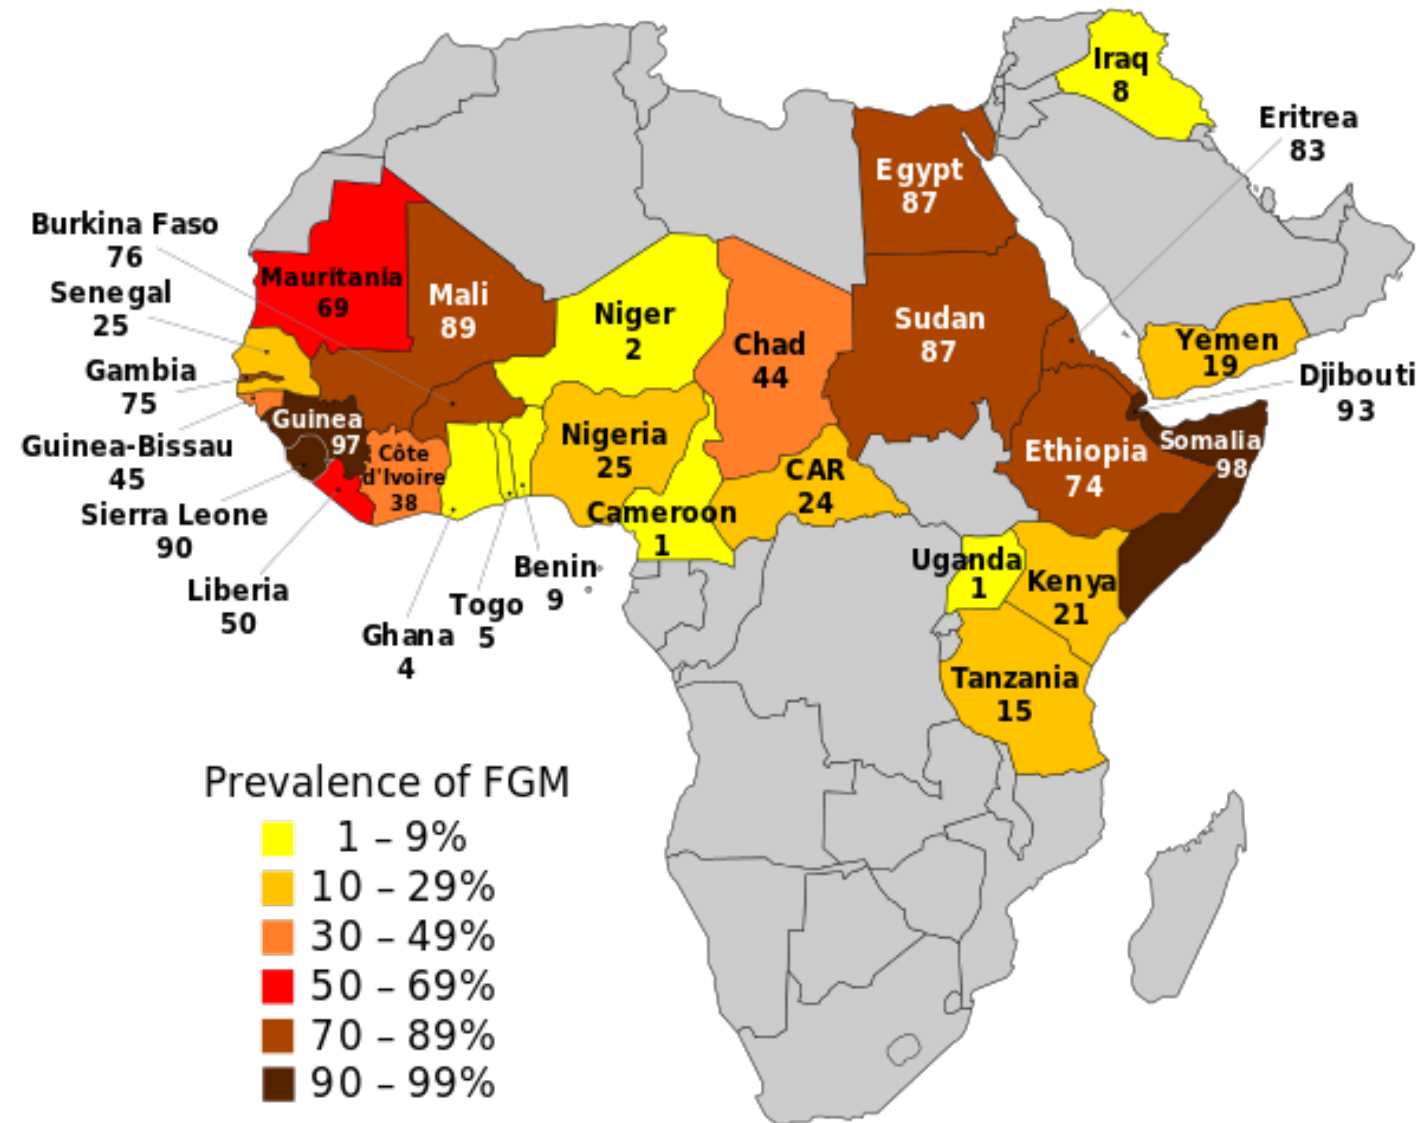 Iraq
8
Eritrea
83
Egypt
87
Burkina Faso
76
Mauritania
69
Mali
89
Senegal
25
Niger
2
Chad
44
Sudan
87
Yemen
19
Gambia
75
Djibouti
93
Guinea
97
Guinea-Bissau
45
Côte
d'Ivoire
38
Nigeria
25
CAR
24
Ethiopia
74
Somalia
98
Sierra Leone
90
Cameroon
1
Liberia
50
Benin
9
Togo
5
Ghana
4
Uganda
1
Kenya
21
Tanzania
15
Prevalence of FGM
1 – 9%
10 – 29%
30 – 49%
50 – 69%
70 – 89%
90 – 99%